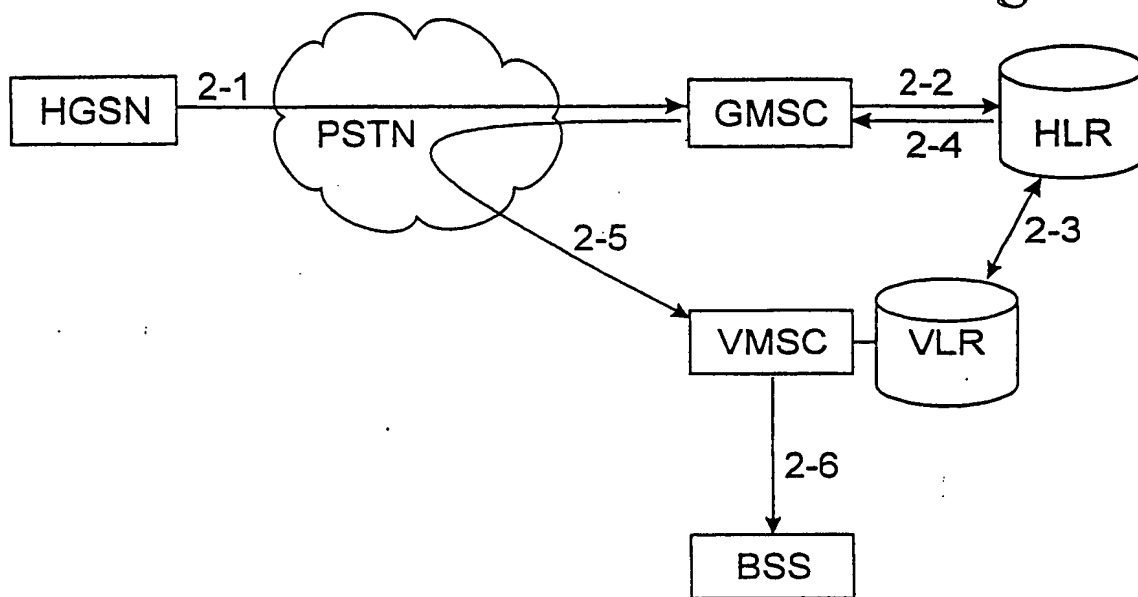 HGSN
2-1
PSTN
GMSC
2-2
2-4
HLR
2-5
2-3
VMSC
VLR
2-6
BSS